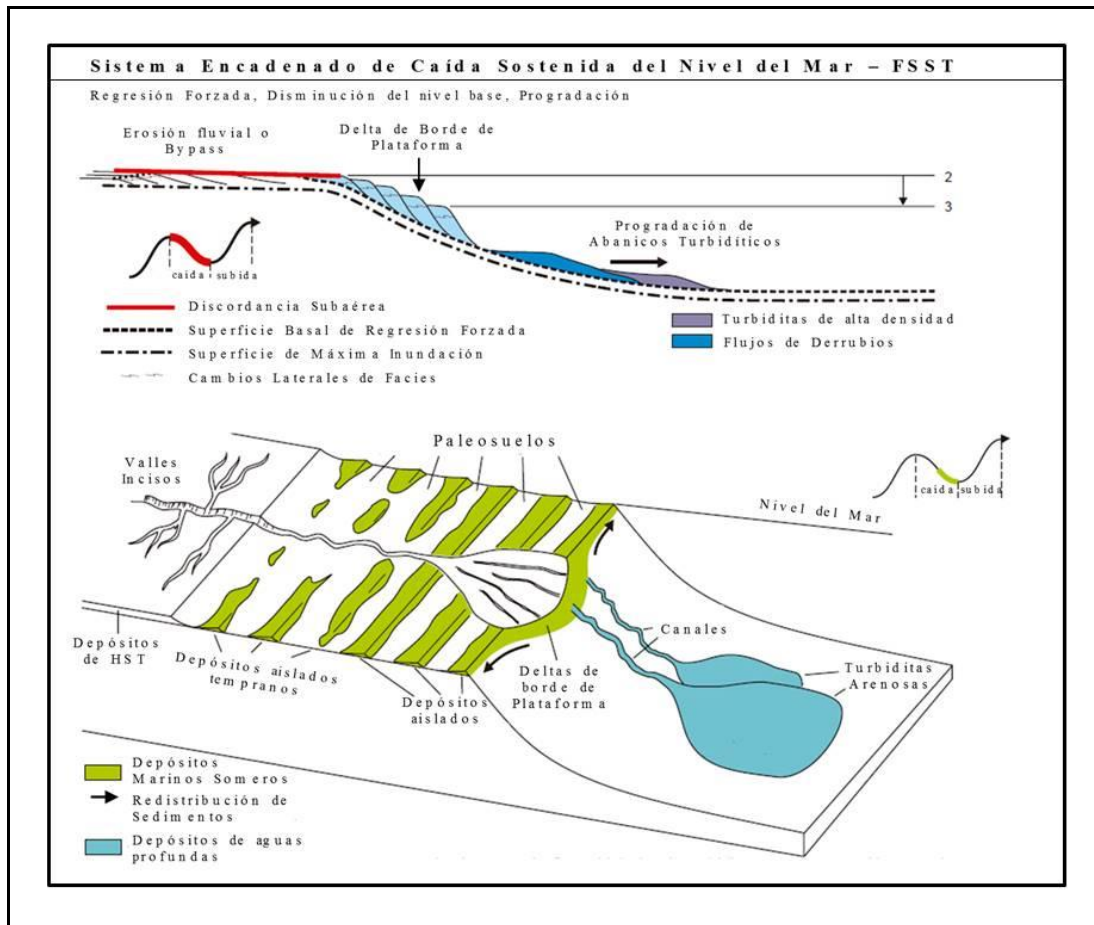 Sistema Encadenado de Caída Sostenida del Nivel del Mar – FSST
Regresión Forzada, Disminución del nivel base, Progradación
Erosión fluvial o
Bypass
Delta de Borde de
Plataforma
2
3
Progradación de
Abanicos Turbidíticos
caída subida
Discordancia Subaérea
Superficie Basal de Regresión Forzada
Superficie de Máxima Inundación
Cambios Laterales de Facies
Turbiditas de alta densidad
Flujos de Derrubios
Valles
Incisos
Paleosuelos
caída subida
Nivel del Mar
Depósitos
de HST
Depósitos aislados
tempranos
Depósitos
aislados
Deltas de
borde de
Plataforma
Canales
Turbiditas
Arenosas
Depósitos
Marinos Someros
Redistribución de
Sedimentos
Depósitos de aguas
profundas